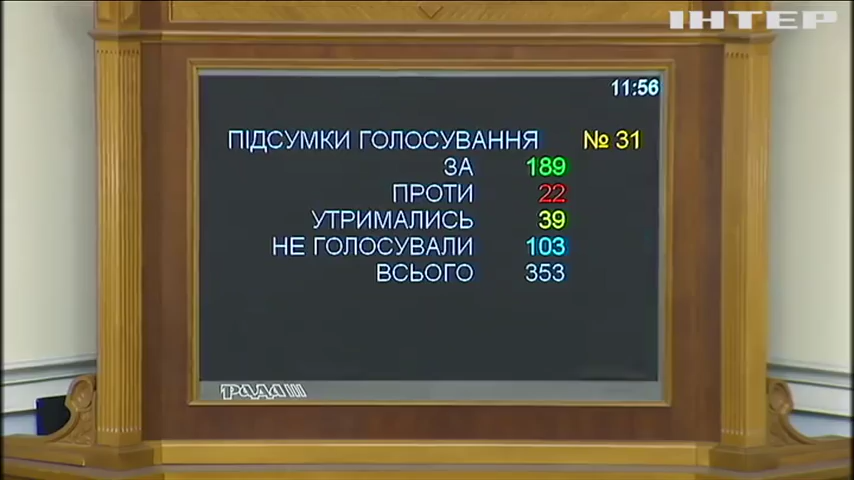 ІНТЕР
11:56
ПІДСУМКИ ГОЛОСУВАННЯ № 31
ЗА 189
ПРОТИ 22
УТРИМАЛИСЬ 39
НЕ ГОЛОСУВАЛИ 103
ВСЬОГО 353
РАДА III